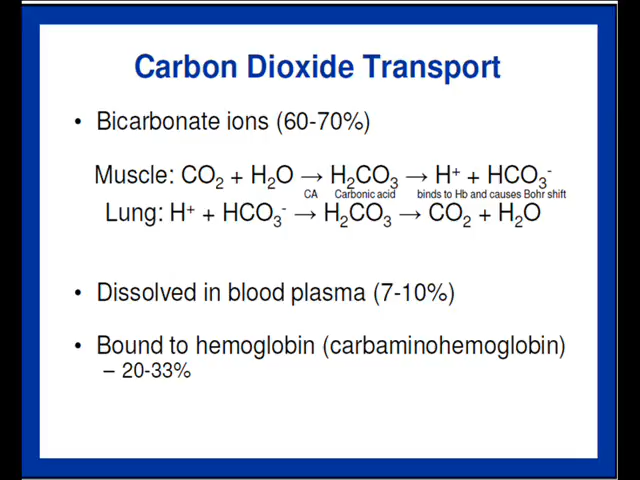 Carbon Dioxide Transport
• Bicarbonate ions (60-70%)
Muscle: CO₂ + H₂O → H₂CO₃ → H⁺ + HCO₃⁻
CA Carbonic acid binds to Hb and causes Bohr shift
Lung: H⁺ + HCO₃⁻ → H₂CO₃ → CO₂ + H₂O
• Dissolved in blood plasma (7-10%)
• Bound to hemoglobin (carbaminohemoglobin)
– 20-33%